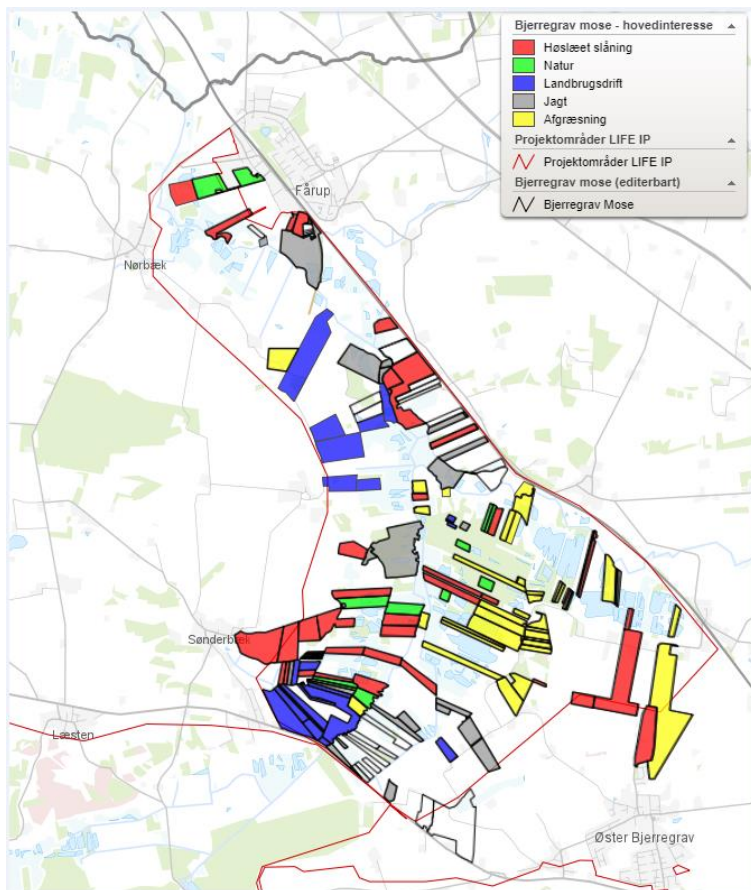 Bjerregrav mose - hovedinteresse
Høslæet slåning
Natur
Landbrugsdrift
Jagt
Afgræsning
Projektområder LIFE IP
Projektområder LIFE IP
Bjerregrav mose (editerbart)
Bjerregrav Mose
Fårup
Nørbæk
Sønderbæk
Læsten
Øster Bjerregrav